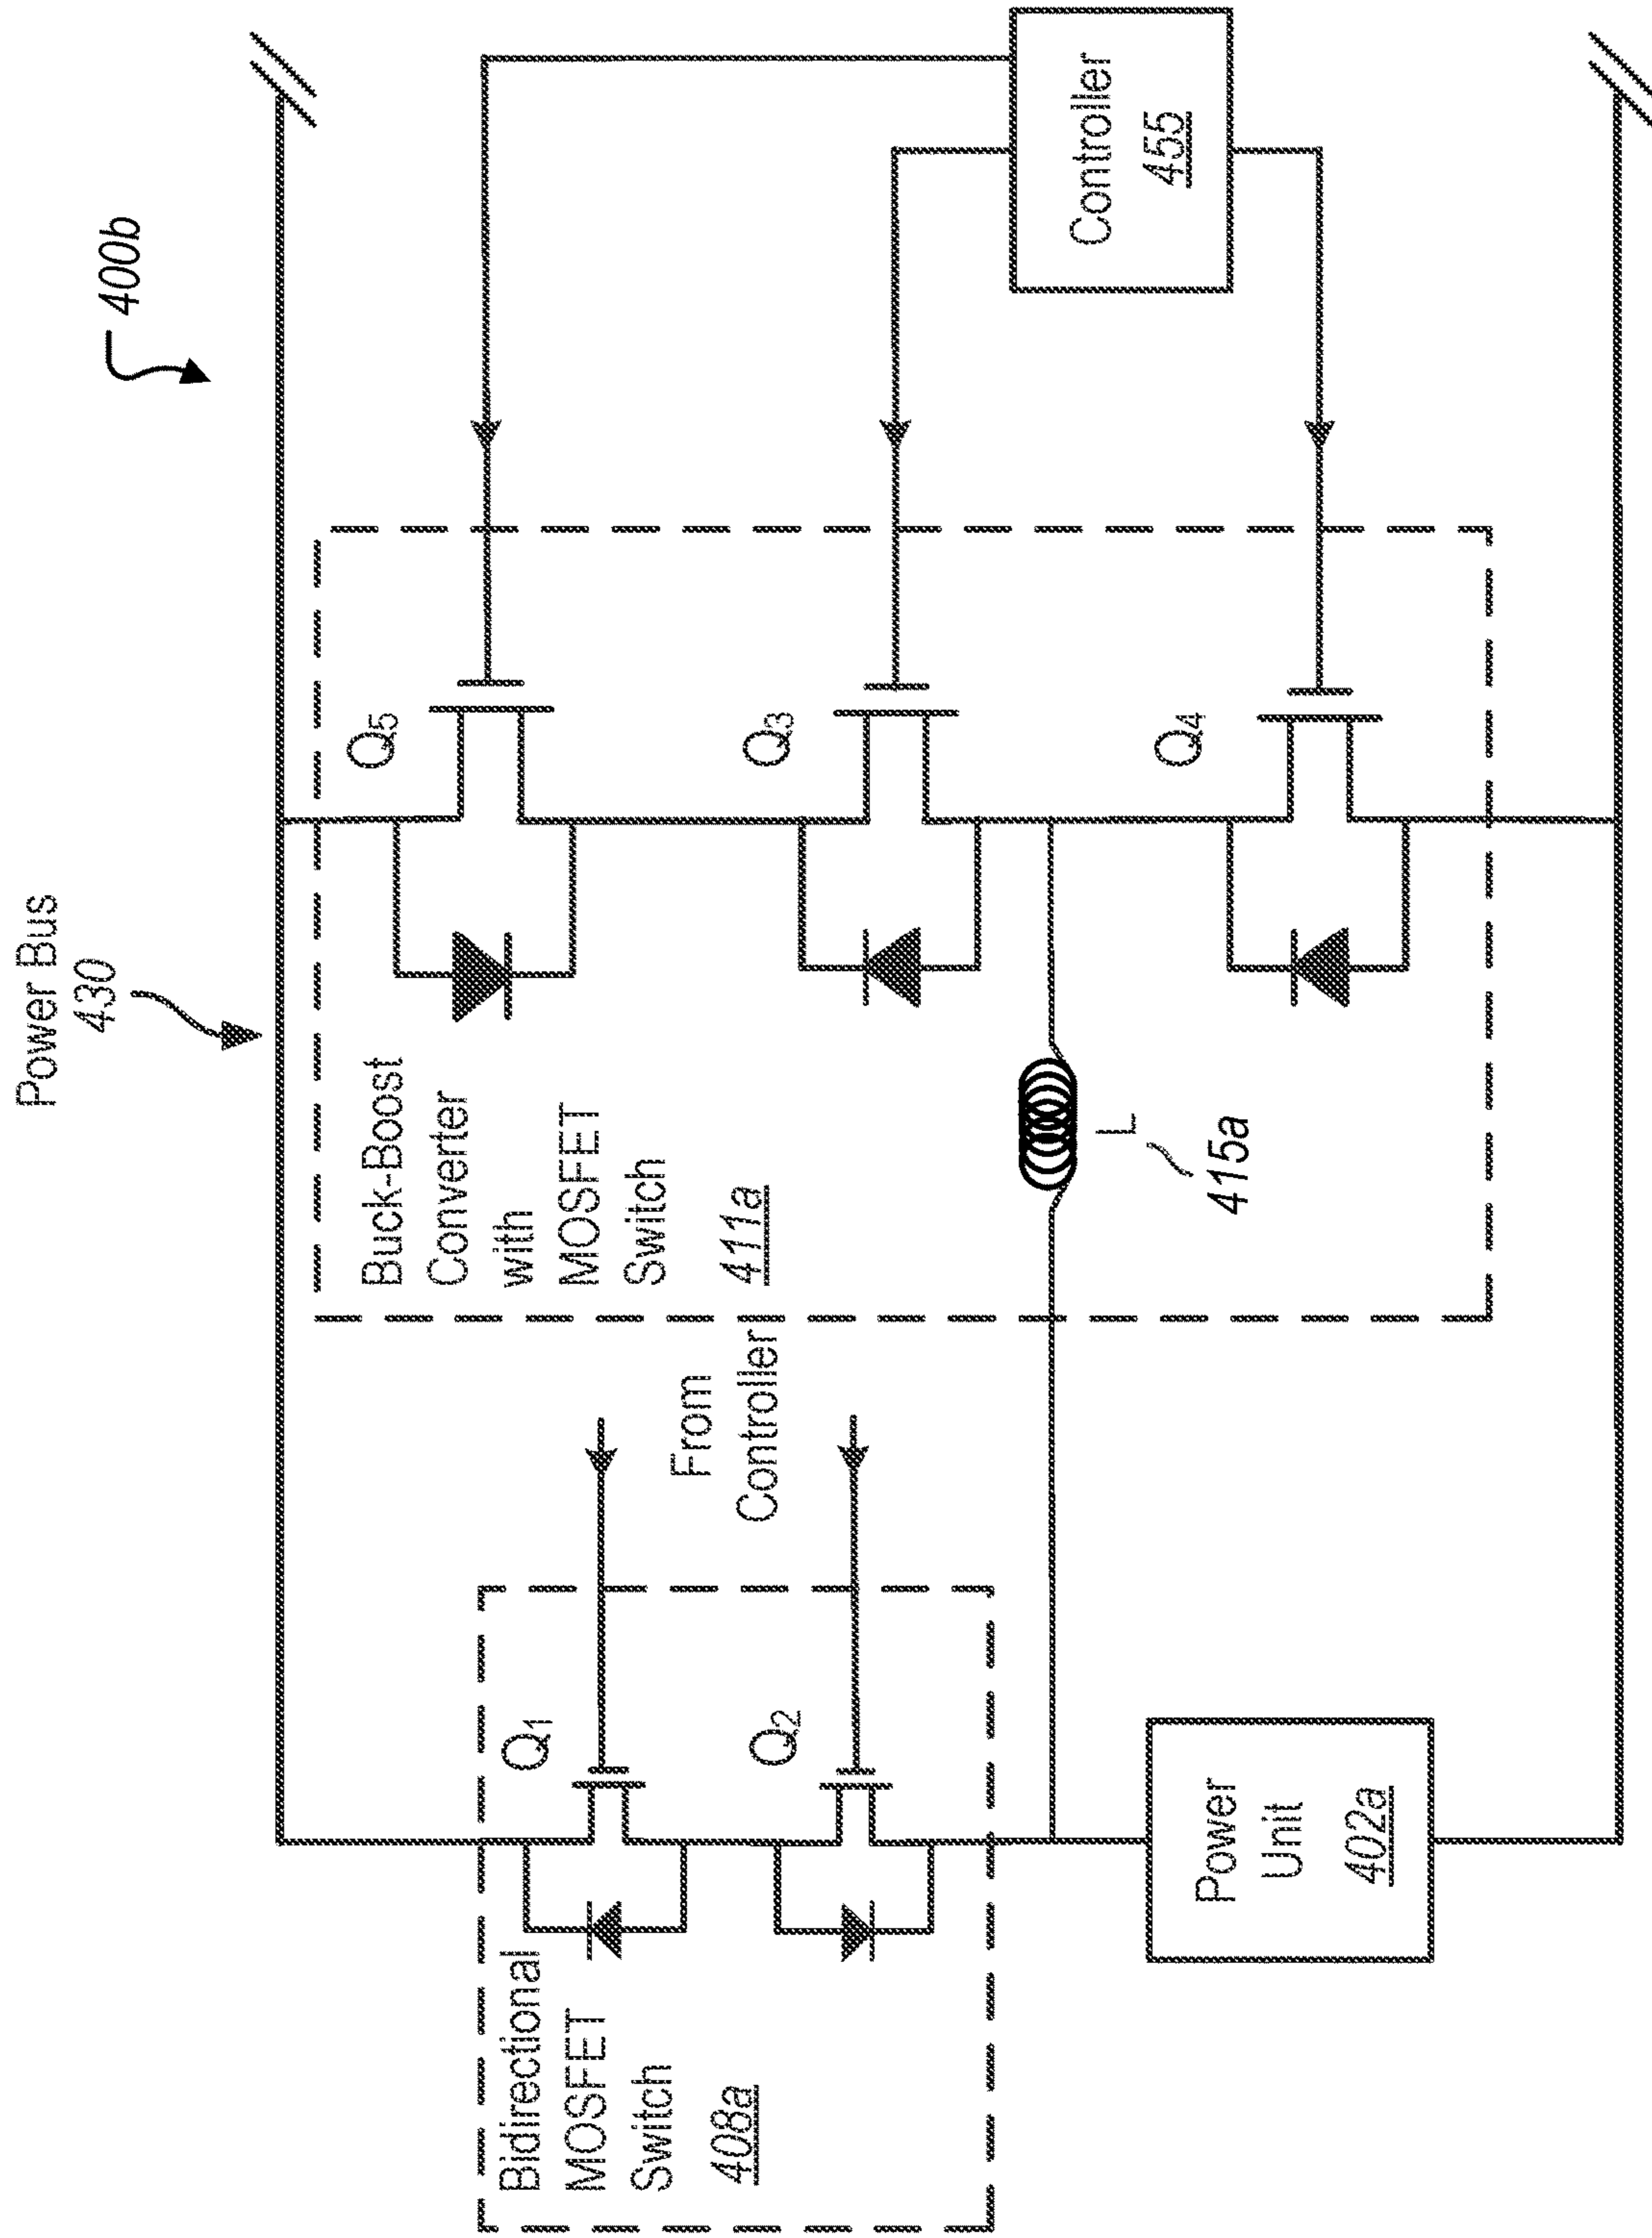 400b
Power Bus
430
Q5
Q3
Q4
Controller
455
Buck-Boost
Converter
with
MOSFET
Switch
411a
L
415a
From
Controller
Q1
Q2
Bidirectional
MOSFET
Switch
408a
Power
Unit
402a